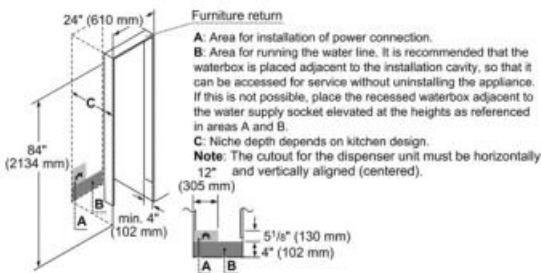 24" (610 mm)
Furniture return
A: Area for installation of power connection.
B: Area for running the water line. It is recommended that the
waterbox is placed adjacent to the installation cavity, so that it
can be accessed for service without uninstalling the appliance.
If this is not possible, place the recessed waterbox adjacent to
the water supply socket elevated at the heights as referenced
in areas A and B.
C: Niche depth depends on kitchen design.
Note: The cutout for the dispenser unit must be horizontally
and vertically aligned (centered).
C
84"
(2134 mm)
12"
(305 mm)
B
A
min. 4"
(102 mm)
5 1/8" (130 mm)
4" (102 mm)
A B